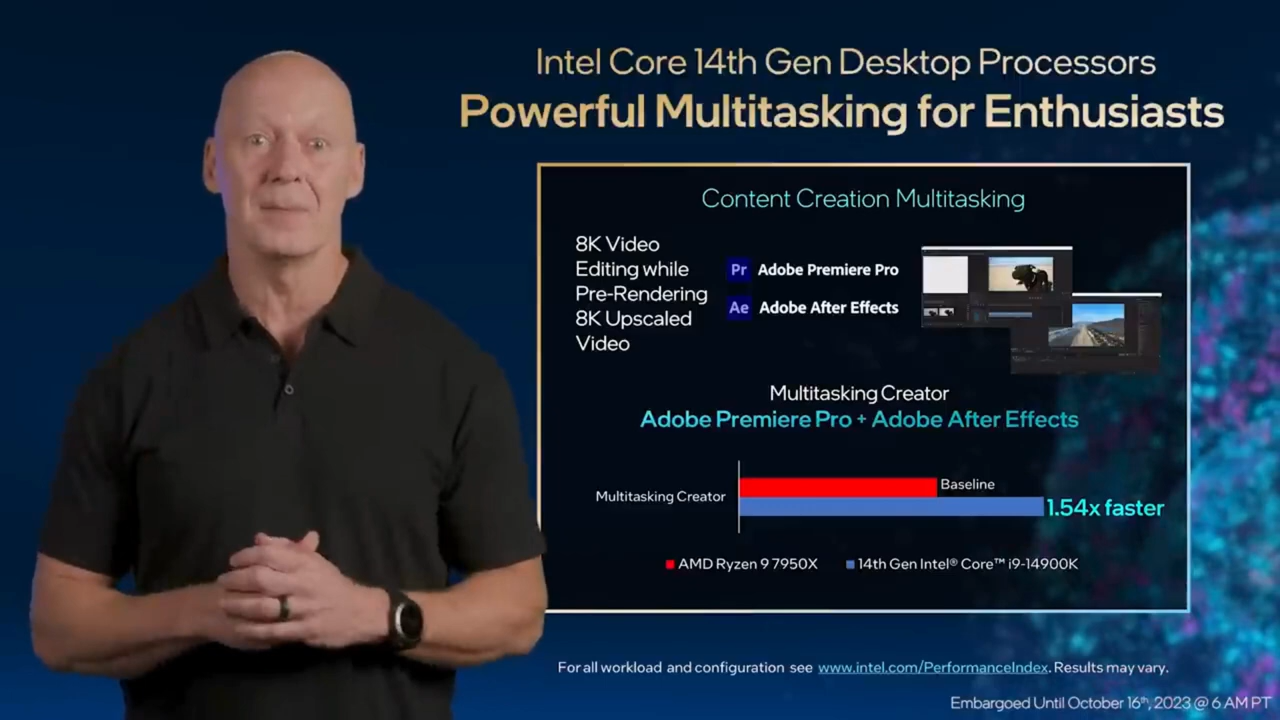 Intel Core 14th Gen Desktop Processors
Powerful Multitasking for Enthusiasts
Content Creation Multitasking
8K Video
Editing while
Pre-Rendering
8K Upscaled
Video
Pr Adobe Premiere Pro
Ae Adobe After Effects
Multitasking Creator
Adobe Premiere Pro + Adobe After Effects
Multitasking Creator
Baseline
1.54x faster
AMD Ryzen 9 7950X
14th Gen Intel® Core™ i9-14900K
For all workload and configuration see www.intel.com/PerformanceIndex. Results may vary.
Embargoed Until October 16th, 2023 @ 6 AM PT